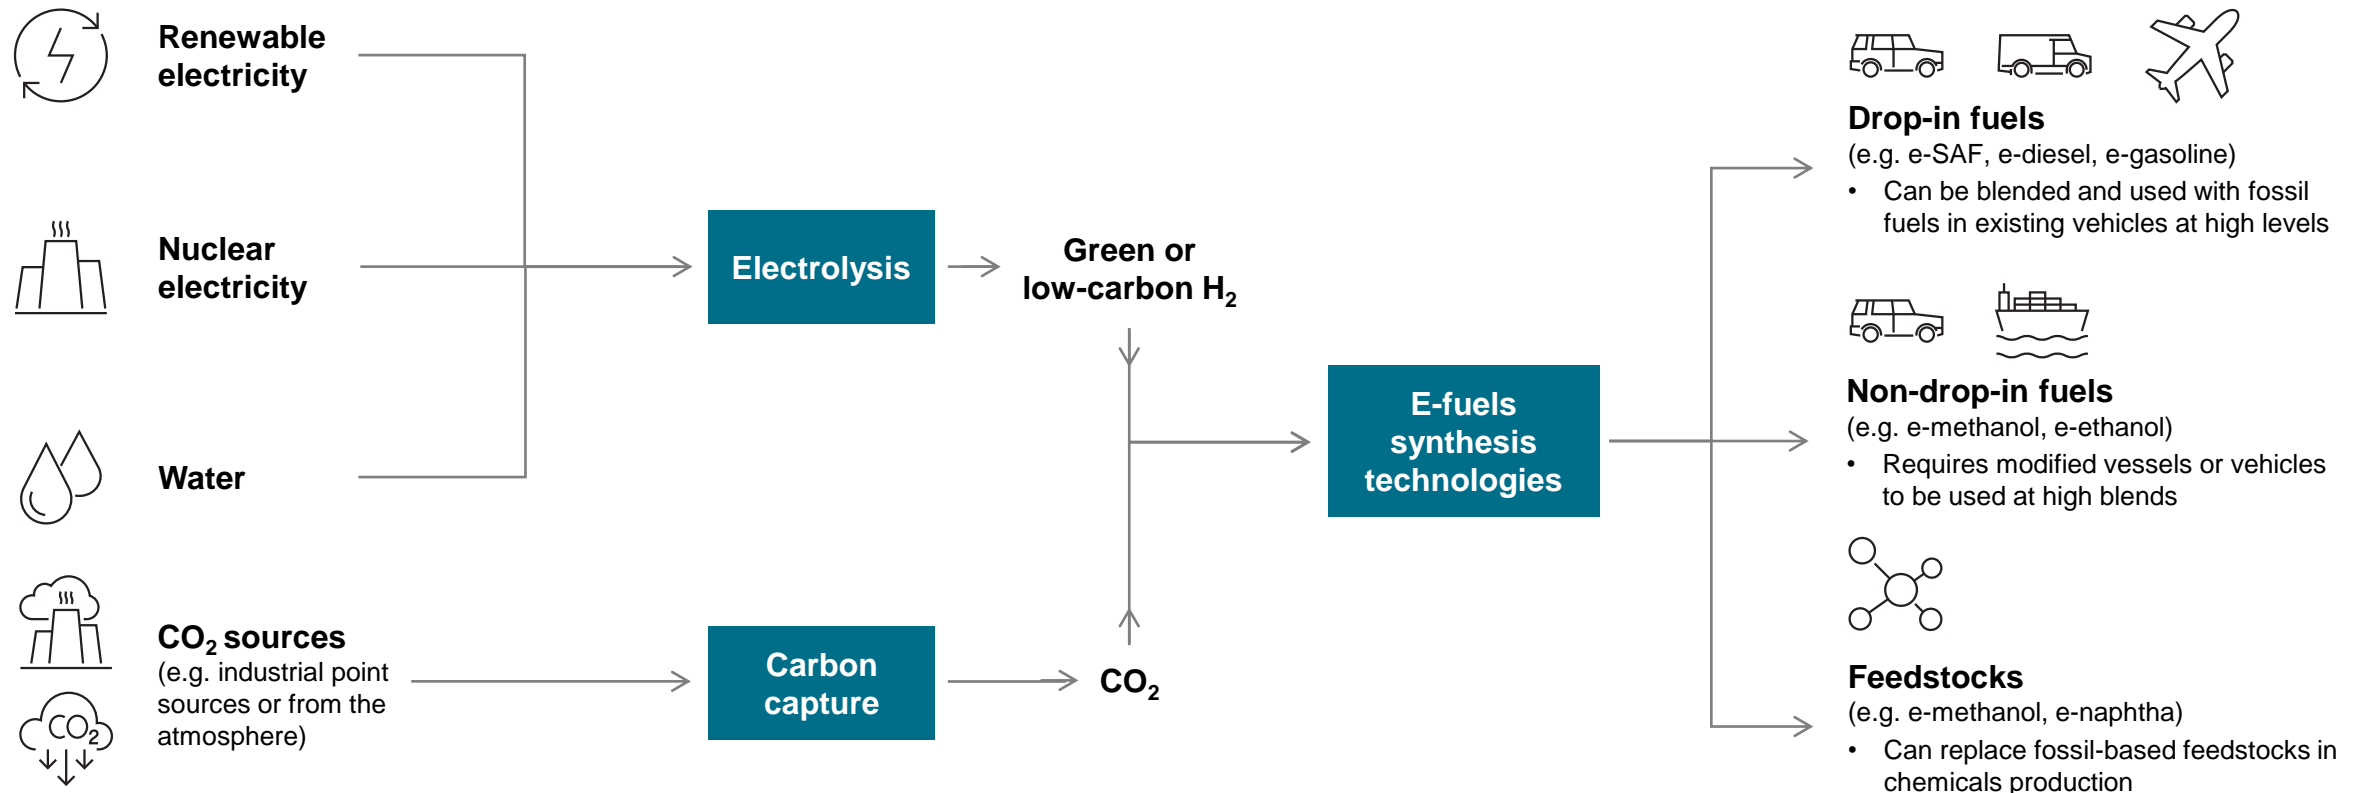 Renewable
electricity
Nuclear
electricity
Water
CO₂ sources
(e.g. industrial point
sources or from the
atmosphere)
CO₂
Electrolysis
Carbon
capture
Green or
low-carbon H₂
CO₂
E-fuels
synthesis
technologies
Drop-in fuels
(e.g. e-SAF, e-diesel, e-gasoline)
• Can be blended and used with fossil
fuels in existing vehicles at high levels
Non-drop-in fuels
(e.g. e-methanol, e-ethanol)
• Requires modified vessels or vehicles
to be used at high blends
Feedstocks
(e.g. e-methanol, e-naphtha)
• Can replace fossil-based feedstocks in
chemicals production